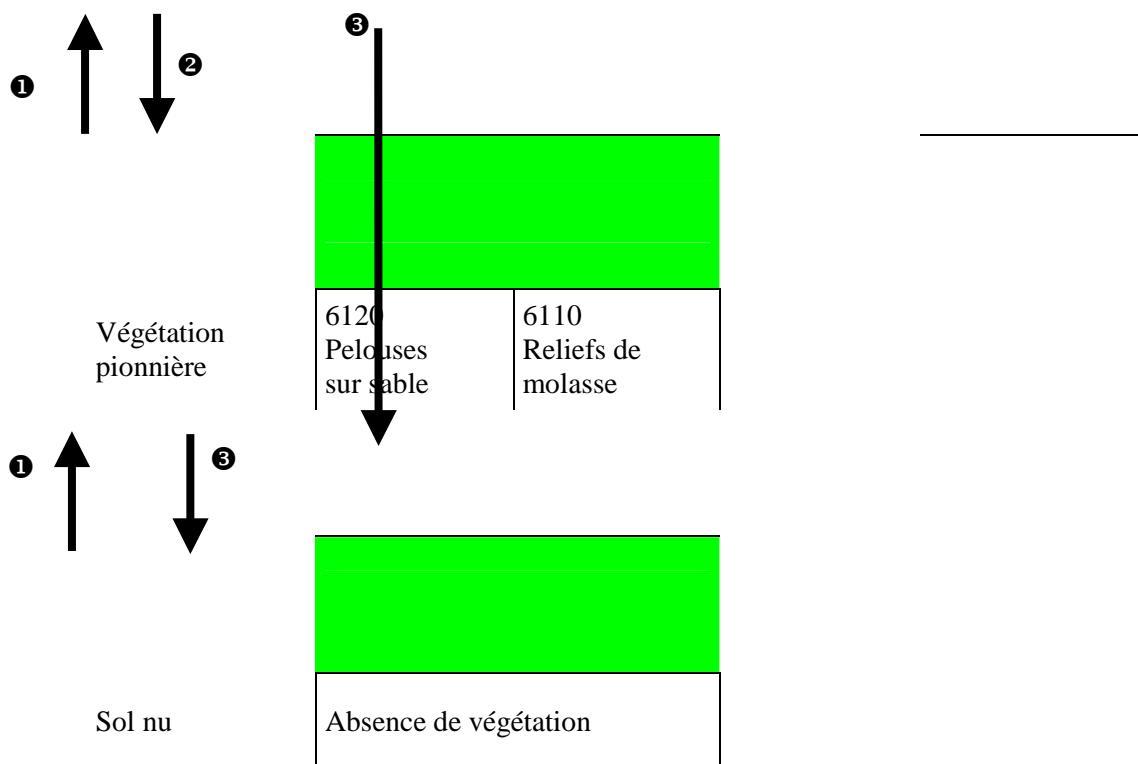 ❸
❷
❶
Végétation
pionnière
6120
Pelouses
sur sable
6110
Reliefs de
molasse
❶
❸
Sol nu
Absence de végétation